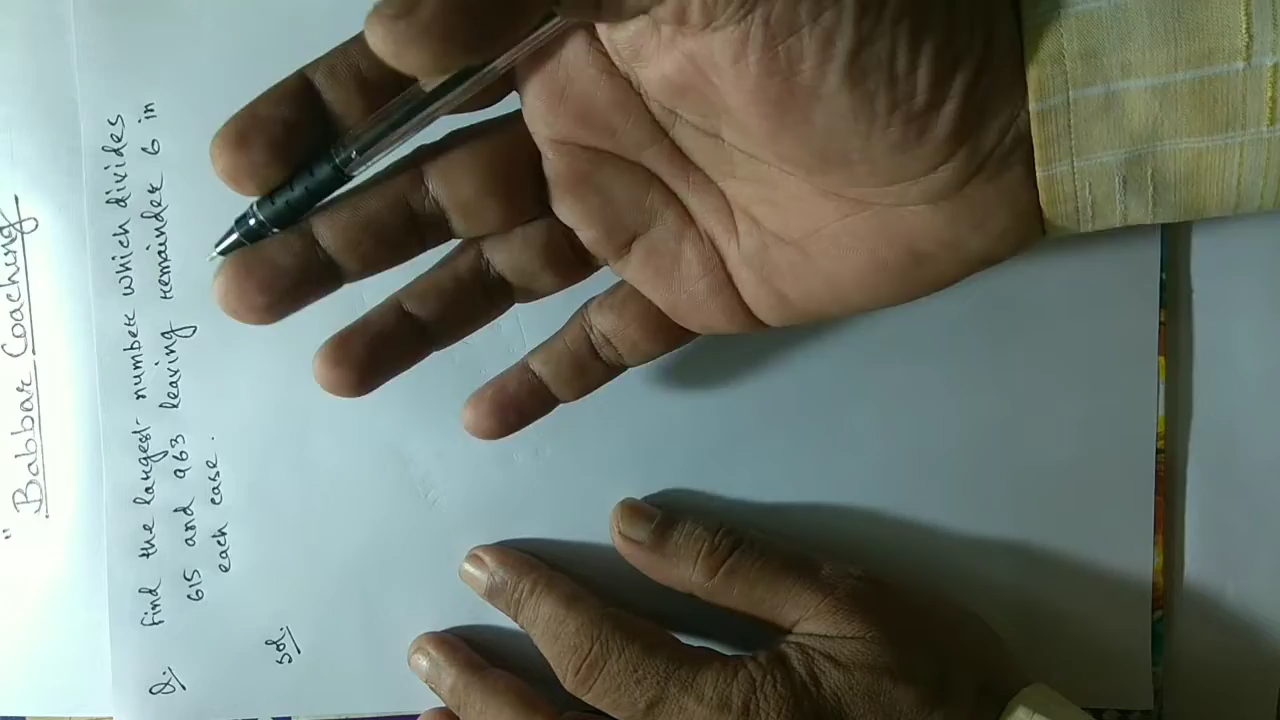 " Babbar Coaching
Q. Find the largest number which divides
615 and 963 leaving remainder 6 in
each case.
Sol.